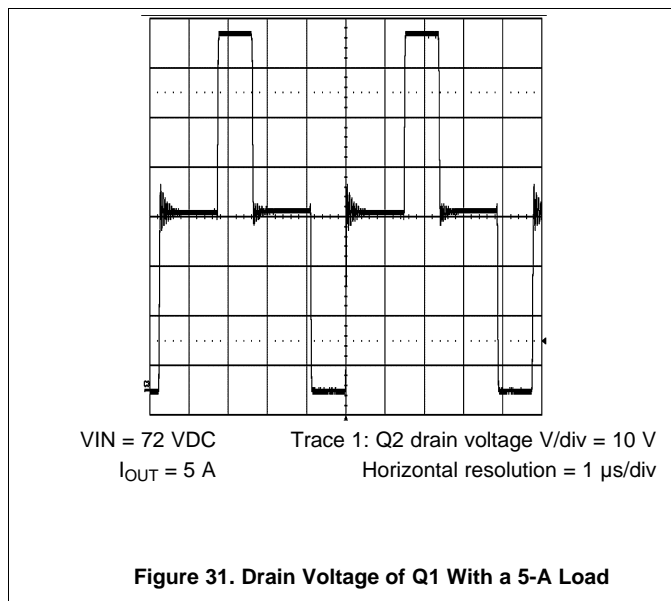 VIN = 72 VDC
I_OUT = 5 A
Trace 1: Q2 drain voltage V/div = 10 V
Horizontal resolution = 1 µs/div
Figure 31. Drain Voltage of Q1 With a 5-A Load